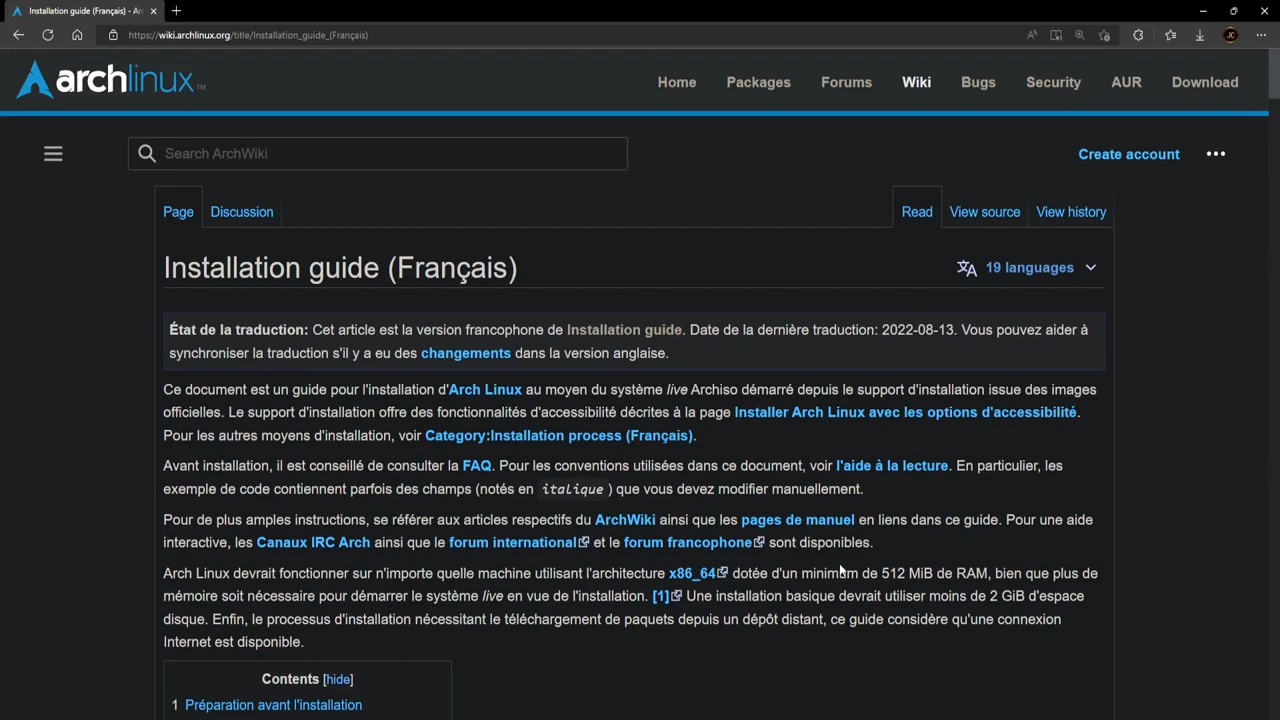 Installation guide (Français) - Arc
https://wiki.archlinux.org/title/Installation_guide_(Français)
JC
archlinux™
Home Packages Forums Wiki Bugs Security AUR Download
Search ArchWiki
Create account
Page Discussion Read View source View history
Installation guide (Français)
19 languages
État de la traduction: Cet article est la version francophone de Installation guide. Date de la dernière traduction: 2022-08-13. Vous pouvez aider à
synchroniser la traduction s'il y a eu des changements dans la version anglaise.
Ce document est un guide pour l'installation d'Arch Linux au moyen du système live Archiso démarré depuis le support d'installation issue des images
officielles. Le support d'installation offre des fonctionnalités d'accessibilité décrites à la page Installer Arch Linux avec les options d'accessibilité.
Pour les autres moyens d'installation, voir Category:Installation process (Français).
Avant installation, il est conseillé de consulter la FAQ. Pour les conventions utilisées dans ce document, voir l'aide à la lecture. En particulier, les
exemple de code contiennent parfois des champs (notés en italique ) que vous devez modifier manuellement.
Pour de plus amples instructions, se référer aux articles respectifs du ArchWiki ainsi que les pages de manuel en liens dans ce guide. Pour une aide
interactive, les Canaux IRC Arch ainsi que le forum international et le forum francophone sont disponibles.
Arch Linux devrait fonctionner sur n'importe quelle machine utilisant l'architecture x86_64 dotée d'un minimum de 512 MiB de RAM, bien que plus de
mémoire soit nécessaire pour démarrer le système live en vue de l'installation. [1] Une installation basique devrait utiliser moins de 2 GiB d'espace
disque. Enfin, le processus d'installation nécessitant le téléchargement de paquets depuis un dépôt distant, ce guide considère qu'une connexion
Internet est disponible.
Contents [hide]
1 Préparation avant l'installation